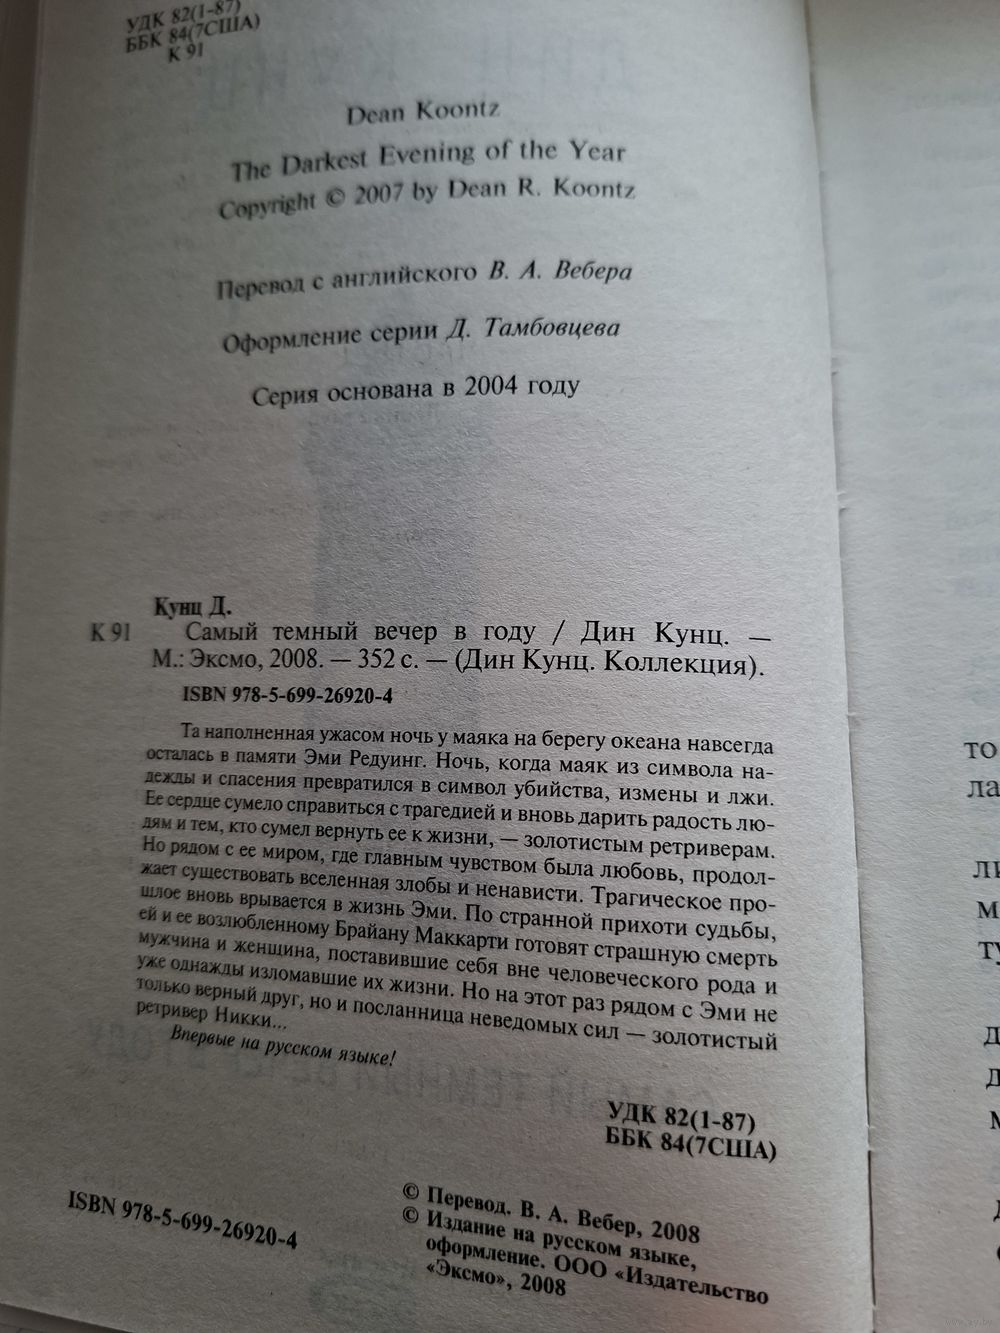 УДК 82(1-87)
ББК 84(7США)
К 91
Dean Koontz
The Darkest Evening of the Year
Copyright © 2007 by Dean R. Koontz
Перевод с английского В. А. Вебера
Оформление серии Д. Тамбовцева
Серия основана в 2004 году
Кунц Д.
К 91 Самый темный вечер в году / Дин Кунц. —
М.: Эксмо, 2008. — 352 с. — (Дин Кунц. Коллекция).
ISBN 978-5-699-26920-4
Та наполненная ужасом ночь у маяка на берегу океана навсегда
осталась в памяти Эми Редуинг. Ночь, когда маяк из символа на-
дежды и спасения превратился в символ убийства, измены и лжи.
Ее сердце сумело справиться с трагедией и вновь дарить радость лю-
дям и тем, кто сумел вернуть ее к жизни, — золотистым ретриверам.
Но рядом с ее миром, где главным чувством была любовь, продол-
жает существовать вселенная злобы и ненависти. Трагическое про-
шлое вновь врывается в жизнь Эми. По странной прихоти судьбы,
ей и ее возлюбленному Брайану Маккарти готовят страшную смерть
мужчина и женщина, поставившие себя вне человеческого рода и
уже однажды изломавшие их жизни. Но на этот раз рядом с Эми не
только верный друг, но и посланница неведомых сил — золотистый
ретривер Никки...
Впервые на русском языке!
УДК 82(1-87)
ББК 84(7США)
© Перевод. В. А. Вебер, 2008
© Издание на русском языке,
оформление. ООО «Издательство
«Эксмо», 2008
ISBN 978-5-699-26920-4
то
ла
ли
м
ту
д
д
м